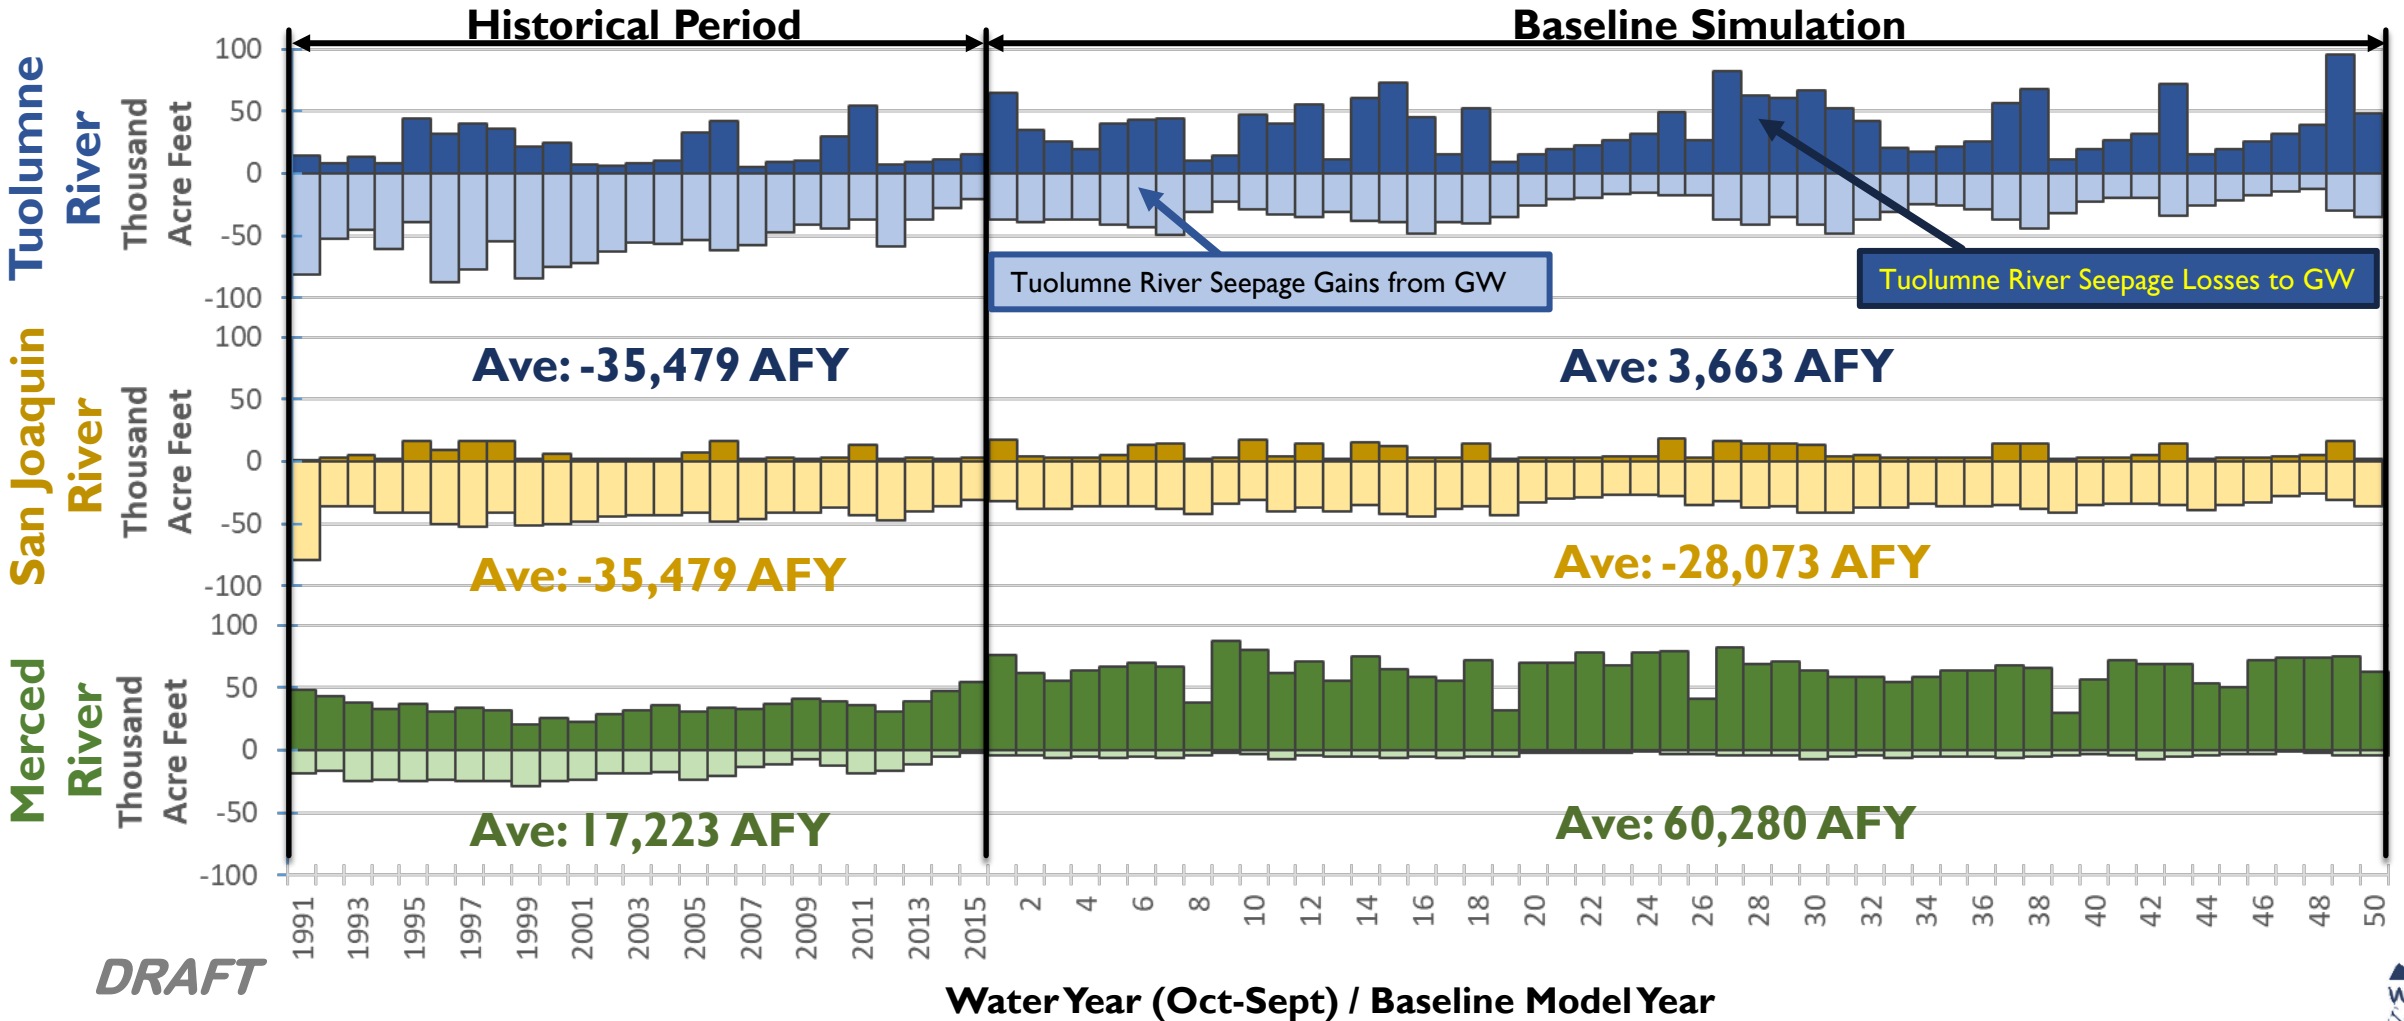 Historical Period
Baseline Simulation
Tuolumne
River
Thousand
Acre Feet
100
50
0
-50
-100
Tuolumne River Seepage Gains from GW
Tuolumne River Seepage Losses to GW
Ave: -35,479 AFY
Ave: 3,663 AFY
San Joaquin
River
Thousand
Acre Feet
100
50
0
-50
-100
Ave: -35,479 AFY
Ave: -28,073 AFY
Merced
River
Thousand
Acre Feet
100
50
0
-50
-100
Ave: 17,223 AFY
Ave: 60,280 AFY
1991 1993 1995 1997 1999 2001 2003 2005 2007 2009 2011 2013 2015 2 4 6 8 10 12 14 16 18 20 22 24 26 28 30 32 34 36 38 40 42 44 46 48 50
DRAFT
Water Year (Oct-Sept) / Baseline Model Year